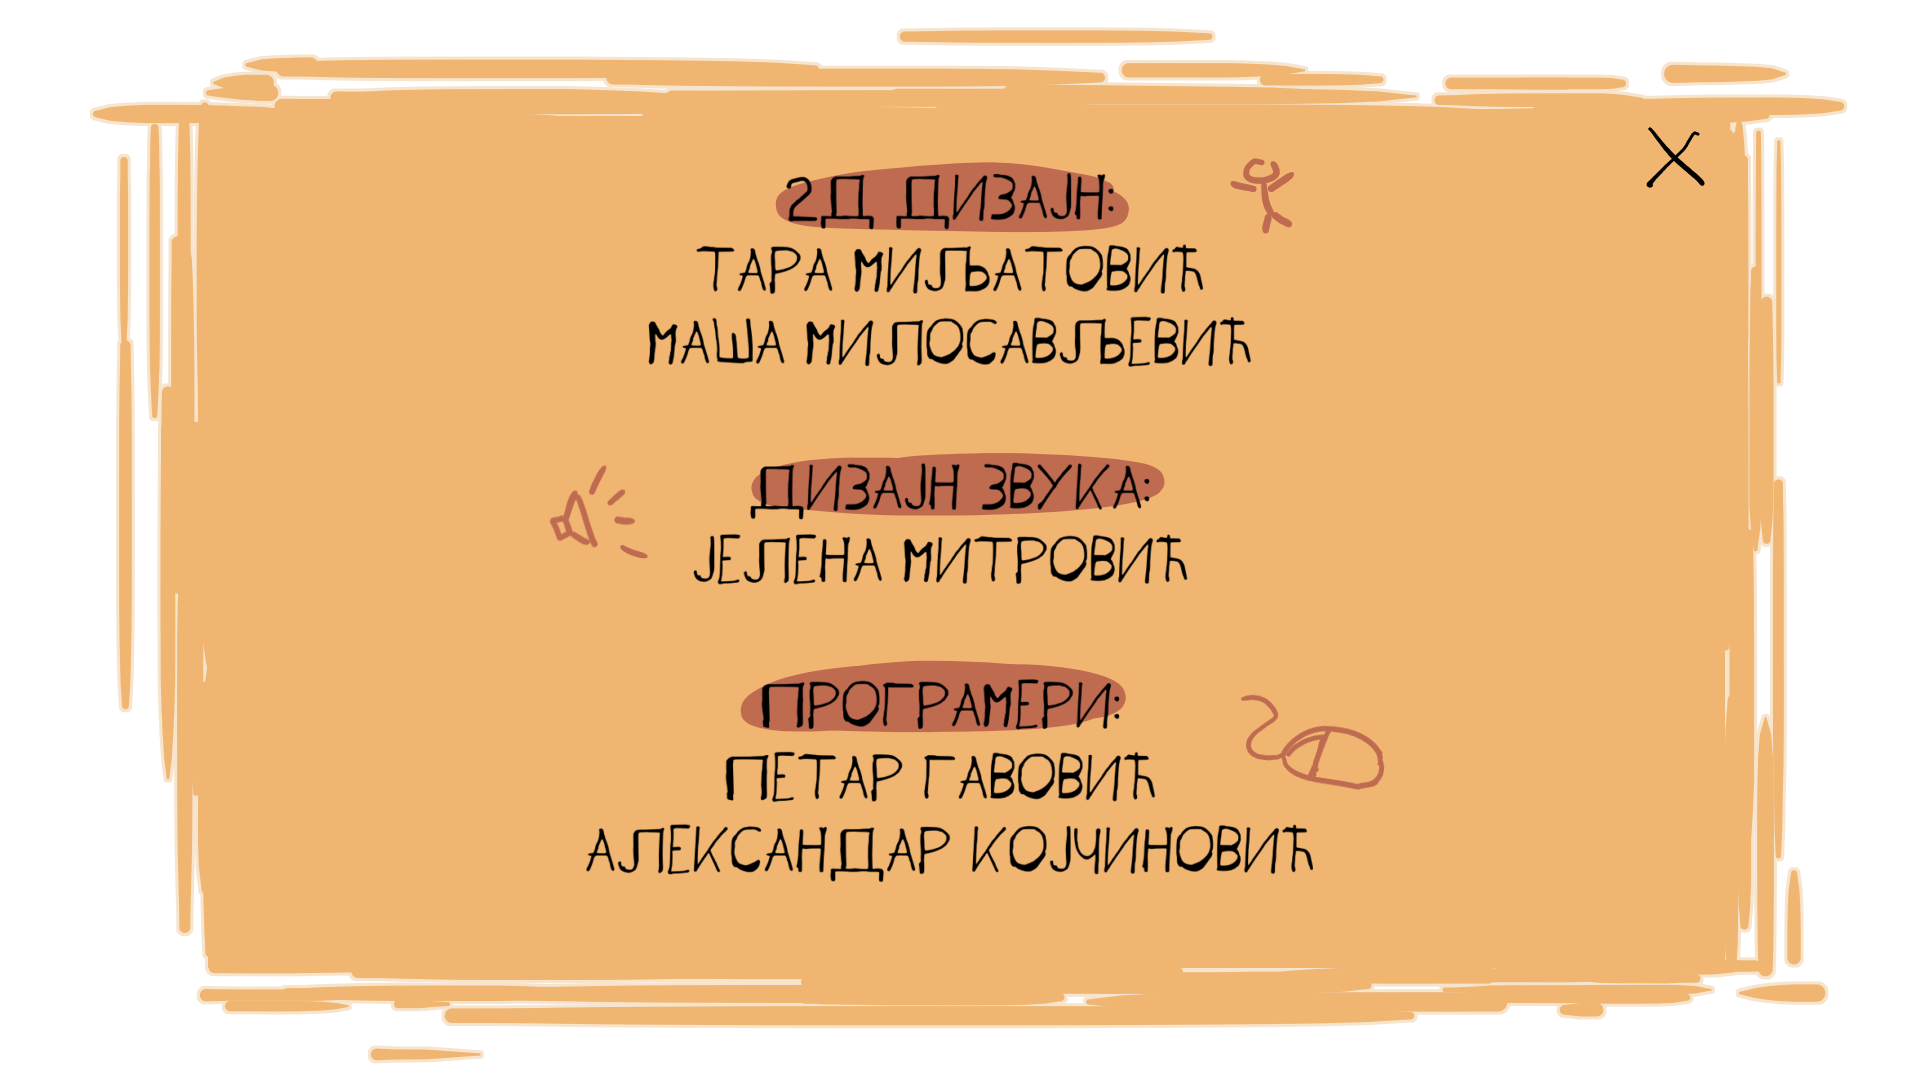 2Д ДИЗАЈН:
ТАРА МИЉАТОВИЋ
МАША МИЛОСАВЉЕВИЋ
ДИЗАЈН ЗВУКА:
ЈЕЛЕНА МИТРОВИЋ
ПРОГРАМЕРИ:
ПЕТАР ГАВОВИЋ
АЛЕКСАНДАР КОЈЧИНОВИЋ